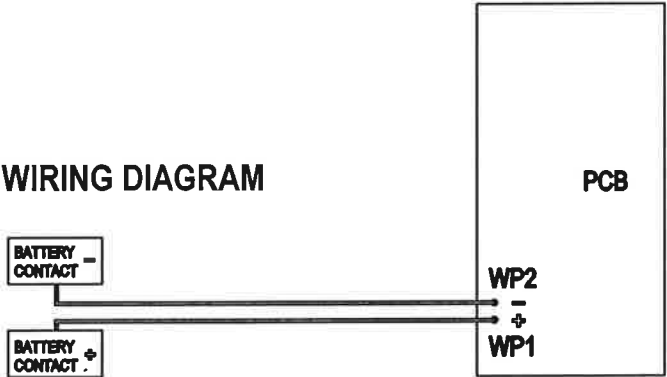 WIRING DIAGRAM
PCB
BATTERY -
CONTACT
WP2
-
+
WP1
BATTERY +
CONTACT